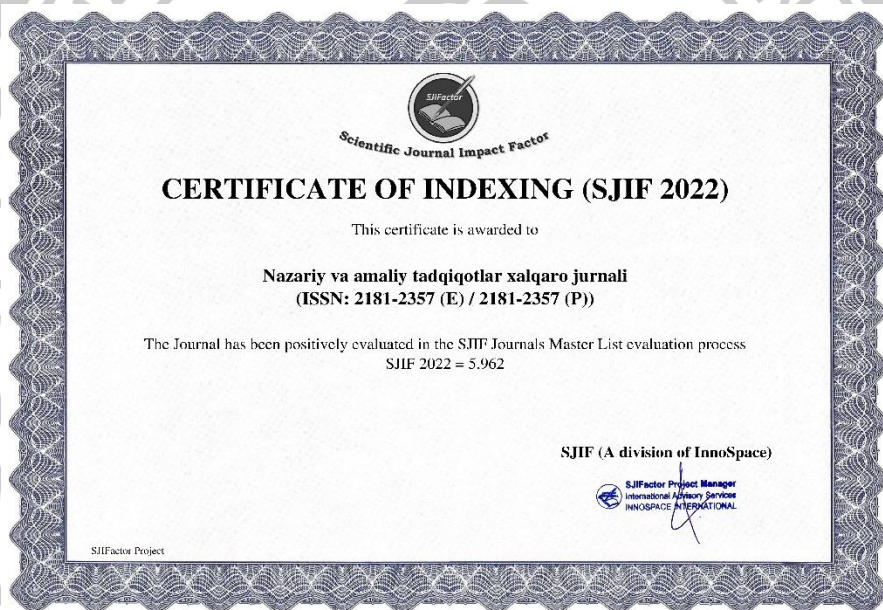 SJIFactor
Scientific Journal Impact Factor
CERTIFICATE OF INDEXING (SJIF 2022)
This certificate is awarded to
Nazariy va amaliy tadqiqotlar xalqaro jurnali
(ISSN: 2181-2357 (E) / 2181-2357 (P))
The Journal has been positively evaluated in the SJIF Journals Master List evaluation process
SJIF 2022 = 5.962
SJIF (A division of InnoSpace)
SJIFactor Project Manager
International Advisory Services
INNOSPACE INTERNATIONAL
SJIFactor Project